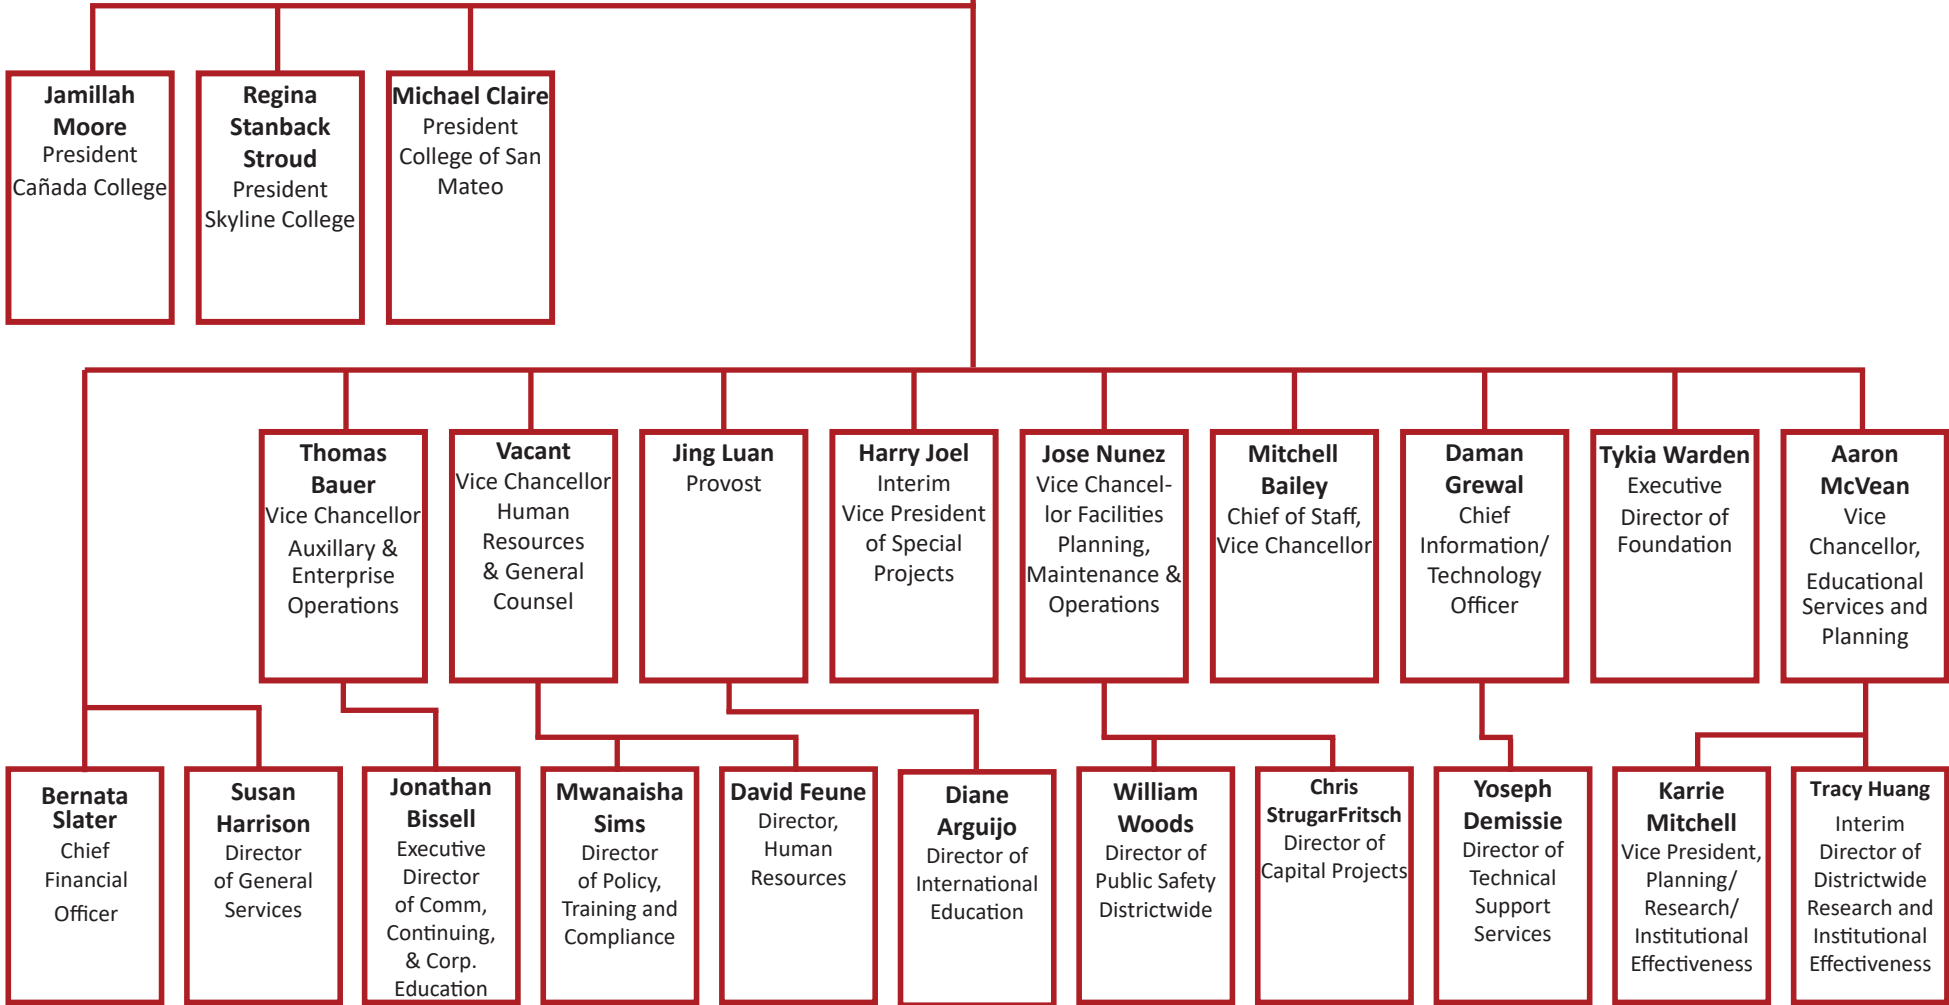 Jamillah
Moore
President
Cañada College
Regina
Stanback
Stroud
President
Skyline College
Michael Claire
President
College of San
Mateo
Thomas
Bauer
Vice Chancellor
Auxillary &
Enterprise
Operations
Vacant
Vice Chancellor
Human
Resources
& General
Counsel
Jing Luan
Provost
Harry Joel
Interim
Vice President
of Special
Projects
Jose Nunez
Vice Chancel-
lor Facilities
Planning,
Maintenance &
Operations
Mitchell
Bailey
Chief of Staff,
Vice Chancellor
Daman
Grewal
Chief
Information/
Technology
Officer
Tykia Warden
Executive
Director of
Foundation
Aaron
McVean
Vice
Chancellor,
Educational
Services and
Planning
Bernata
Slater
Chief
Financial
Officer
Susan
Harrison
Director
of General
Services
Jonathan
Bissell
Executive
Director
of Comm,
Continuing,
& Corp.
Education
Mwanaisha
Sims
Director
of Policy,
Training and
Compliance
David Feune
Director,
Human
Resources
Diane
Arguijo
Director of
International
Education
William
Woods
Director of
Public Safety
Districtwide
Chris
StrugarFritsch
Director of
Capital Projects
Yoseph
Demissie
Director of
Technical
Support
Services
Karrie
Mitchell
Vice President,
Planning/
Research/
Institutional
Effectiveness
Tracy Huang
Interim
Director of
Districtwide
Research and
Institutional
Effectiveness